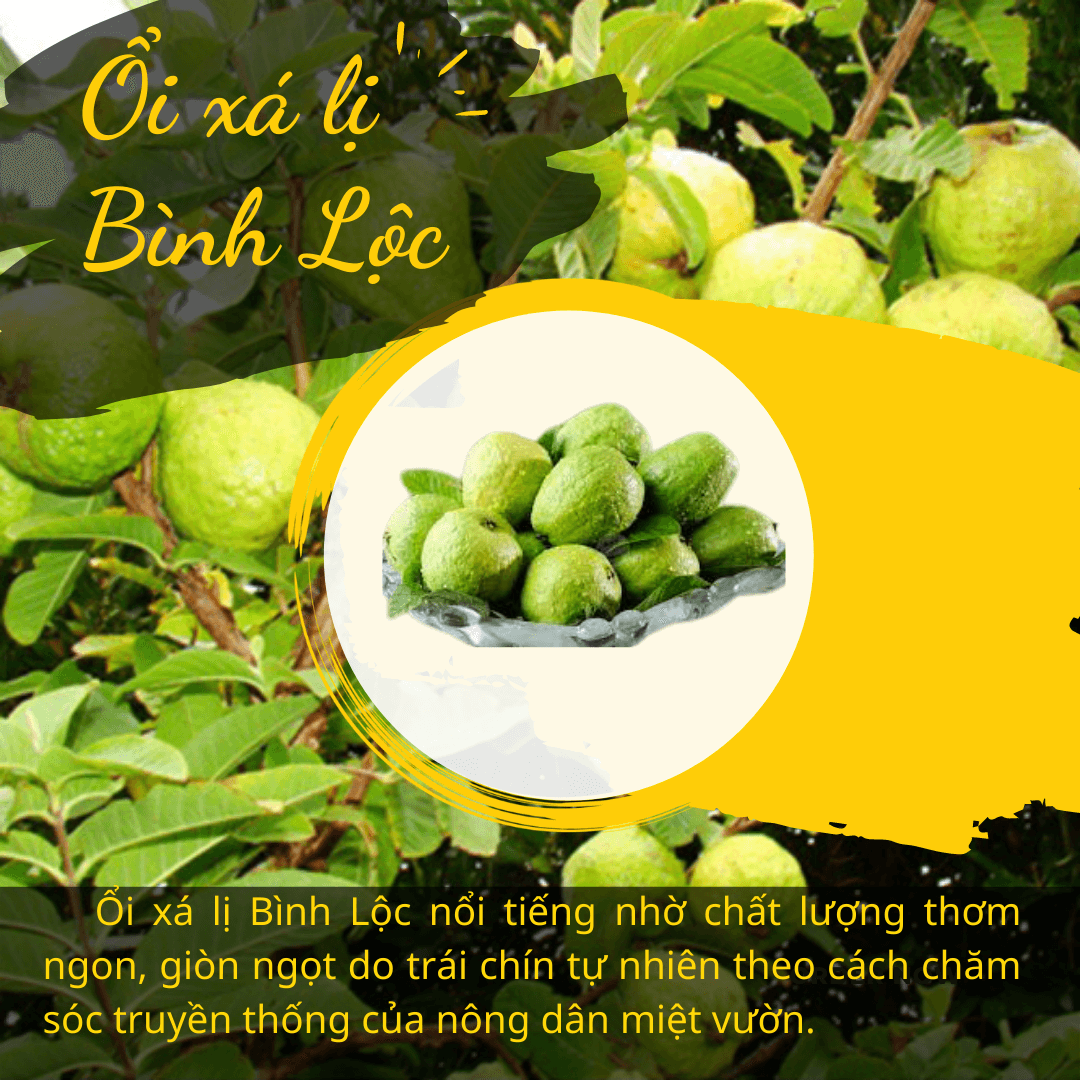 Ổi xá lị
Bình Lộc
Ổi xá lị Bình Lộc nổi tiếng nhờ chất lượng thơm
ngon, giòn ngọt do trái chín tự nhiên theo cách chăm
sóc truyền thống của nông dân miệt vườn.